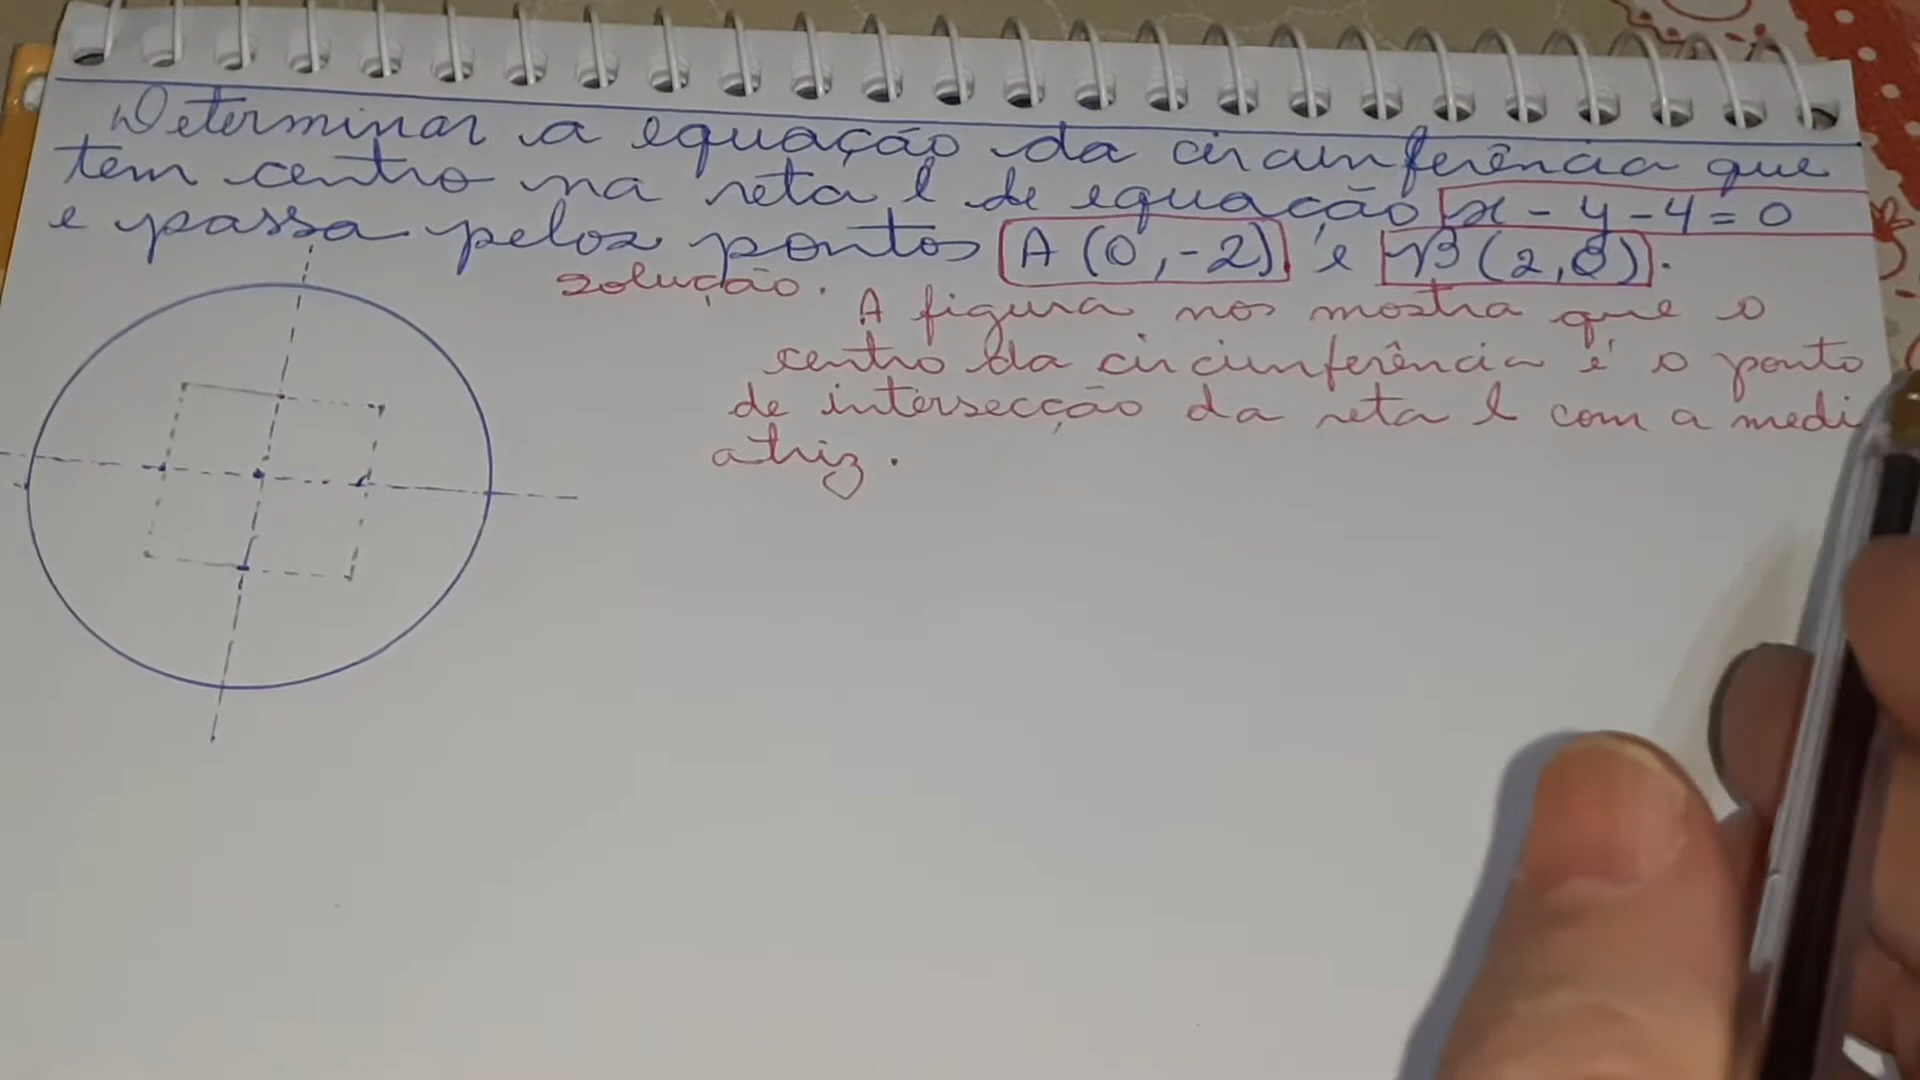 Determinar a equação da circunferência que
tem centro na reta l de equação x - y - 4 = 0
e passa pelos pontos A (0,-2) e B (2,0).
solução.
A figura nos mostra que o
centro da circunferência é o ponto
de intersecção da reta l com a medi
atriz.